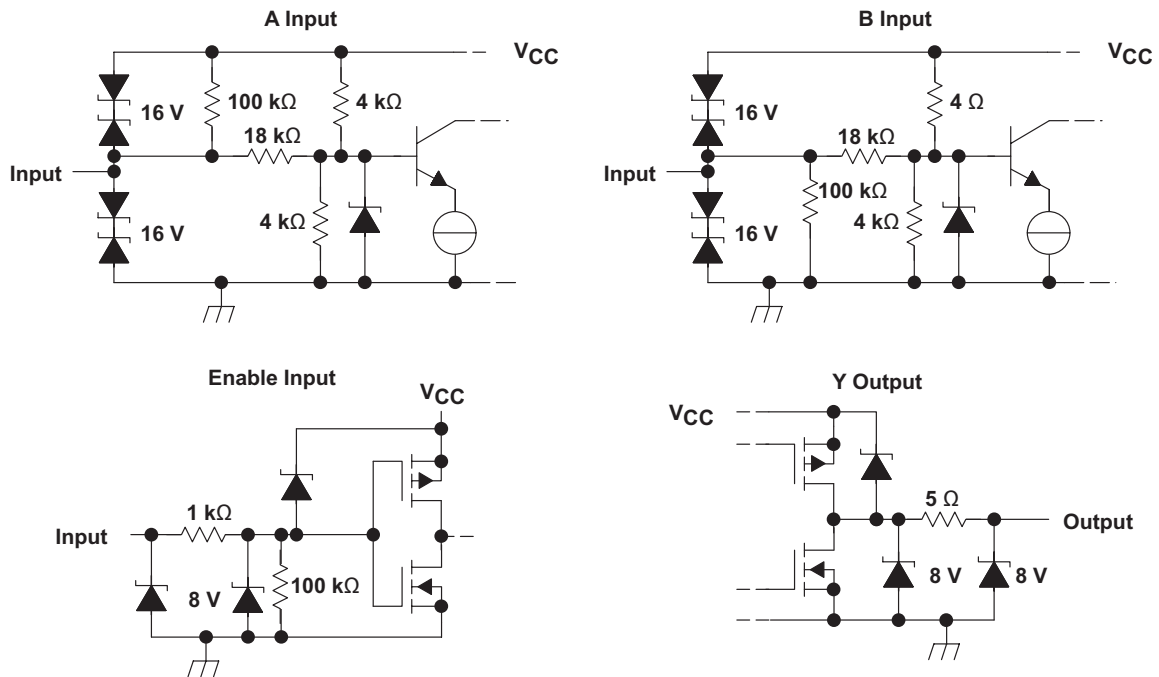 A Input
B Input
VCC
VCC
16 V
100 kΩ
4 kΩ
18 kΩ
Input
16 V
4 kΩ
16 V
4 Ω
18 kΩ
Input
100 kΩ
16 V
4 kΩ
Enable Input
Y Output
VCC
VCC
1 kΩ
Input
8 V
100 kΩ
5 Ω
Output
8 V
8 V